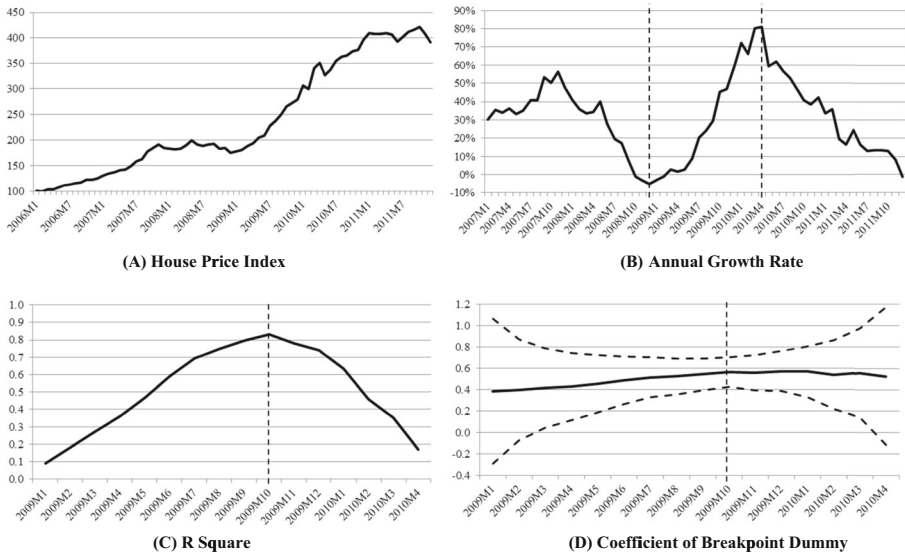 450
400
350
300
250
200
150
100
2006M1
2006M7
2007M1
2007M7
2008M1
2008M7
2009M1
2009M7
2010M1
2010M7
2011M1
2011M7
(A) House Price Index
90%
80%
70%
60%
50%
40%
30%
20%
10%
0%
-10%
2007M1
2007M4
2007M7
2007M10
2008M1
2008M4
2008M7
2008M10
2009M1
2009M4
2009M7
2009M10
2010M1
2010M4
2010M7
2010M10
2011M1
2011M4
2011M7
2011M10
(B) Annual Growth Rate
1.0
0.9
0.8
0.7
0.6
0.5
0.4
0.3
0.2
0.1
0.0
2009M1
2009M2
2009M3
2009M4
2009M5
2009M6
2009M7
2009M8
2009M9
2009M10
2009M11
2009M12
2010M1
2010M2
2010M3
2010M4
(C) R Square
1.2
1.0
0.8
0.6
0.4
0.2
0.0
-0.2
-0.4
2009M1
2009M2
2009M3
2009M4
2009M5
2009M6
2009M7
2009M8
2009M9
2009M10
2009M11
2009M12
2010M1
2010M2
2010M3
2010M4
(D) Coefficient of Breakpoint Dummy